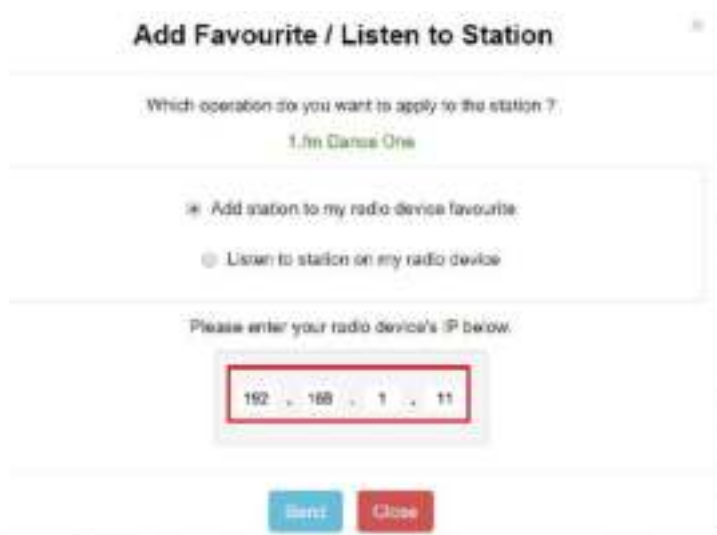 Add Favourite / Listen to Station
×
Which operation do you want to apply to the station ?
1.fm Dance One
Add station to my radio device favourite
Listen to station on my radio device
Please enter your radio device's IP below.
192 . 168 . 1 . 11
Send Close